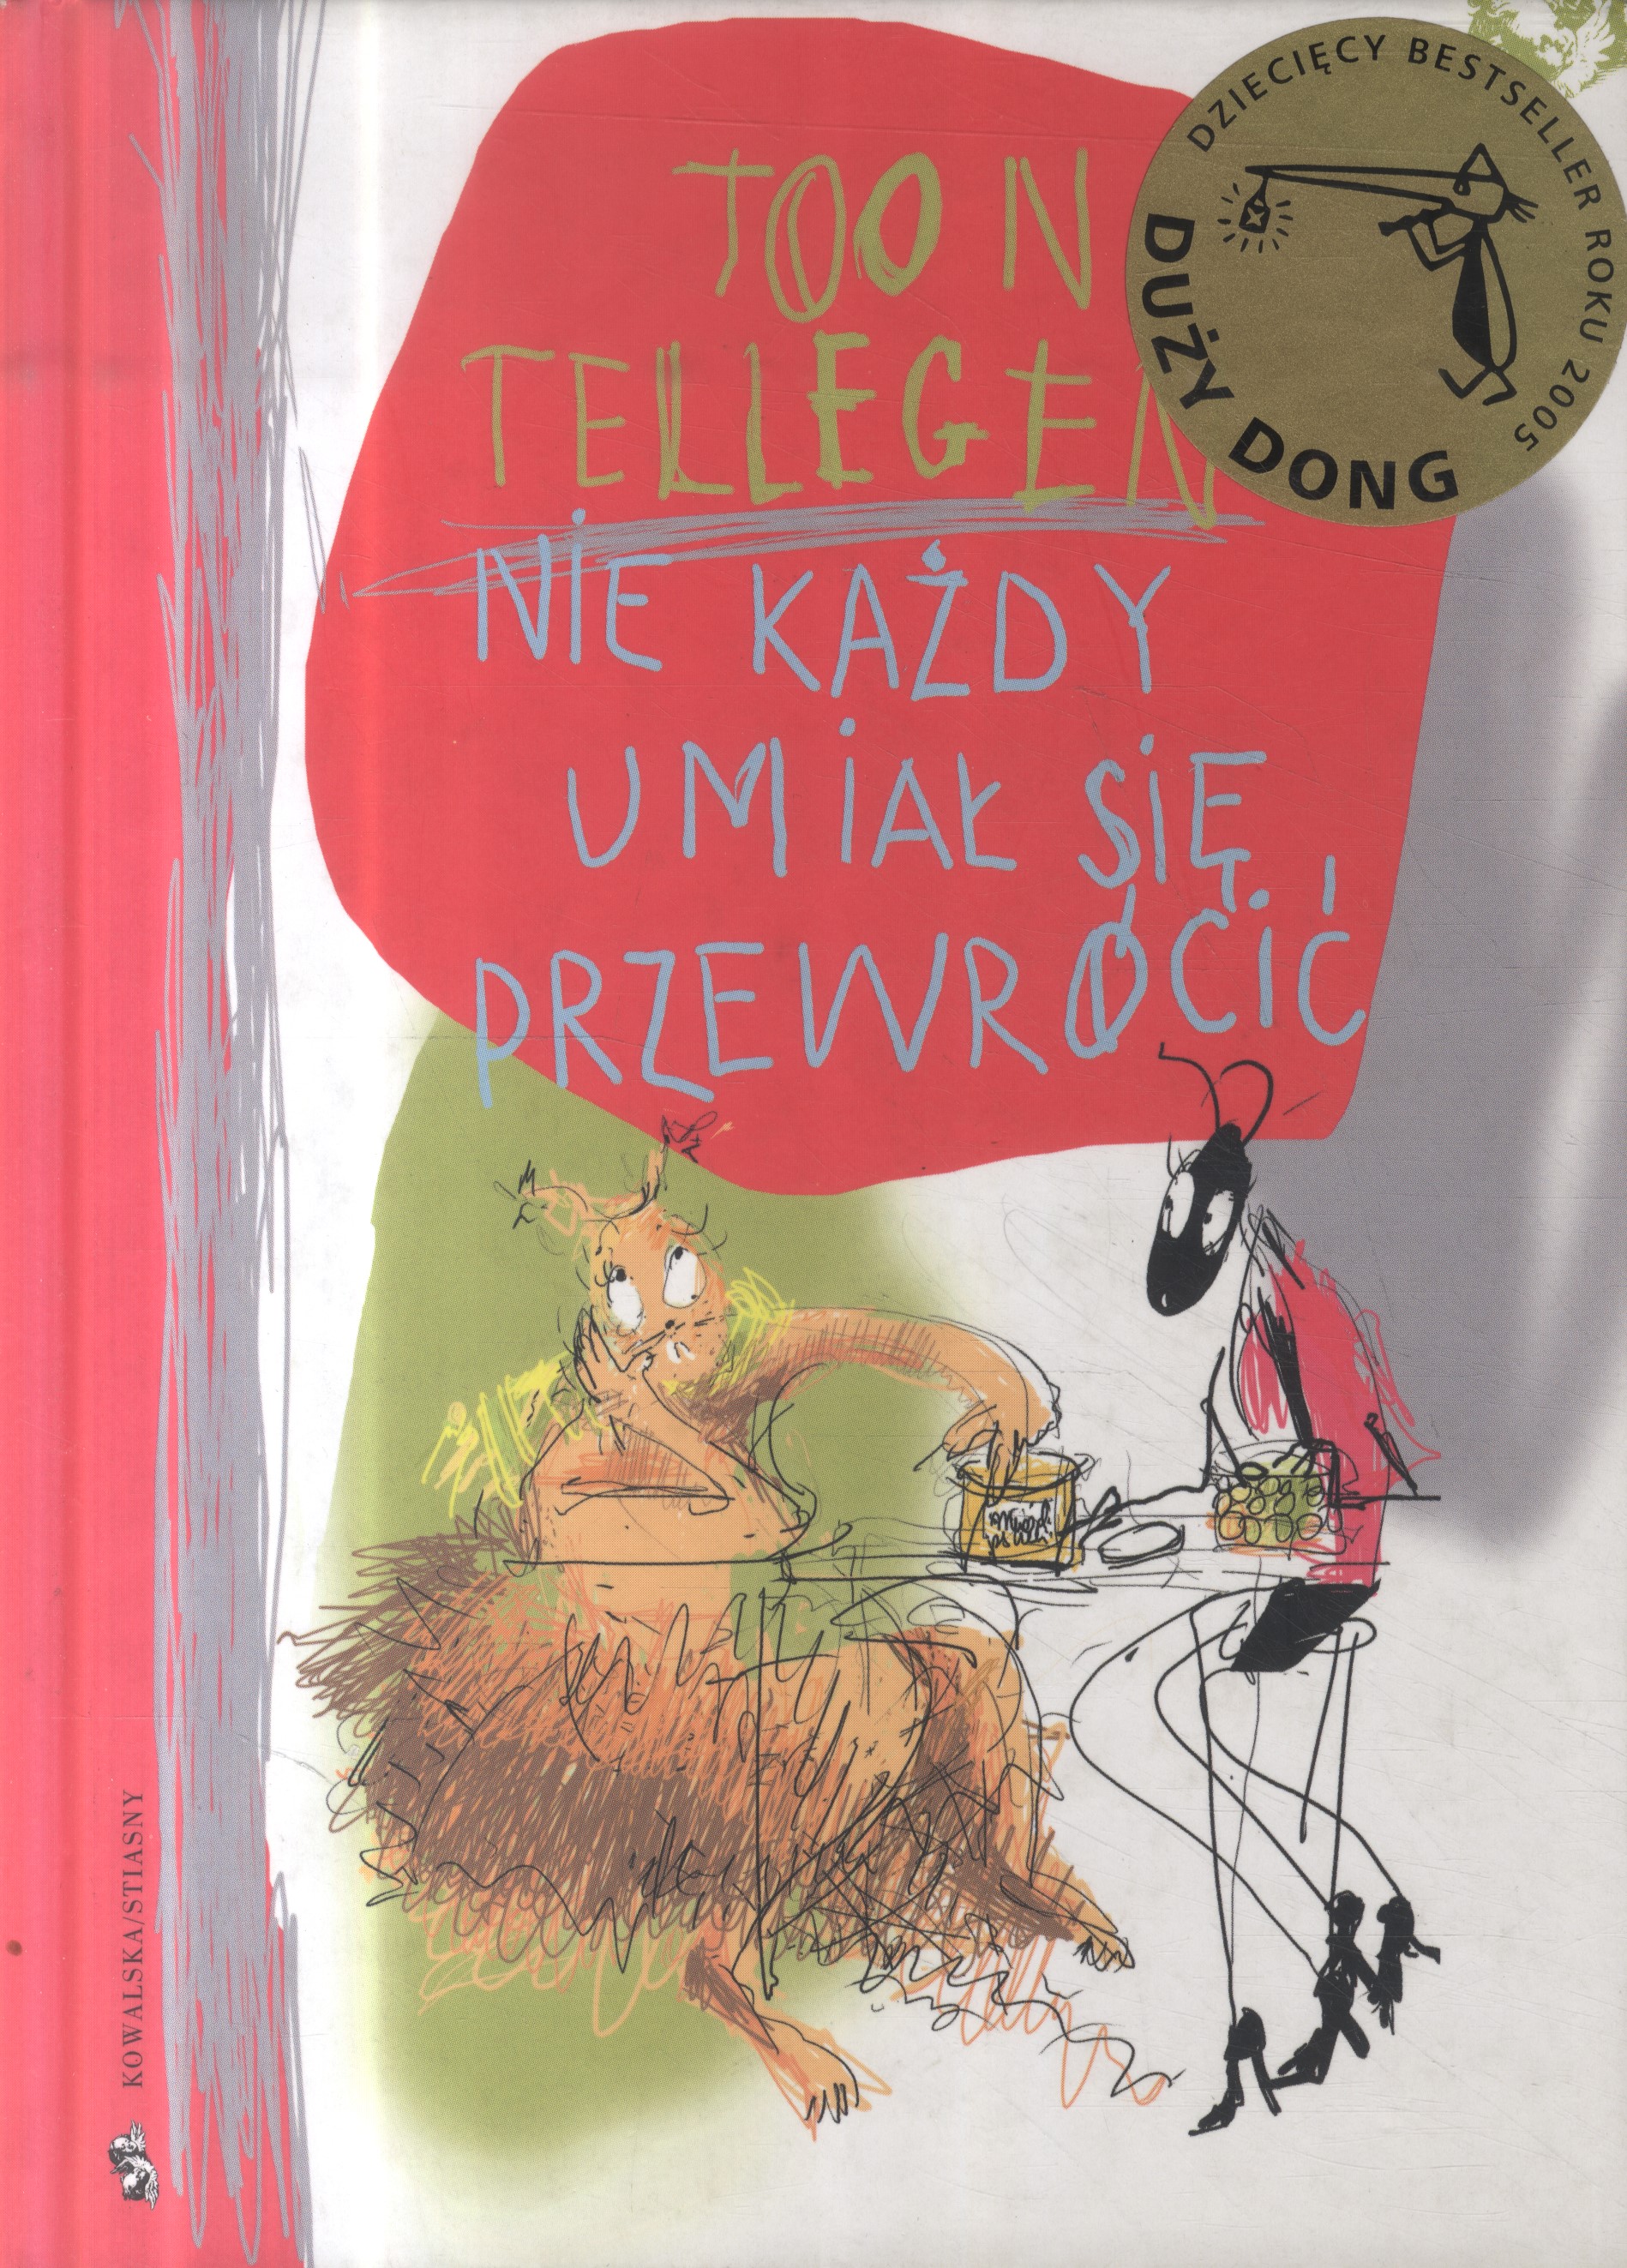 TOON
TELLEGEN
NIE KAŻDY
UMIAŁ SIĘ
PRZEWRÓCIĆ
DZIECIĘCY BESTSELLER ROKU 2005
DUŻY DONG
KOWALSKA/STIASNY